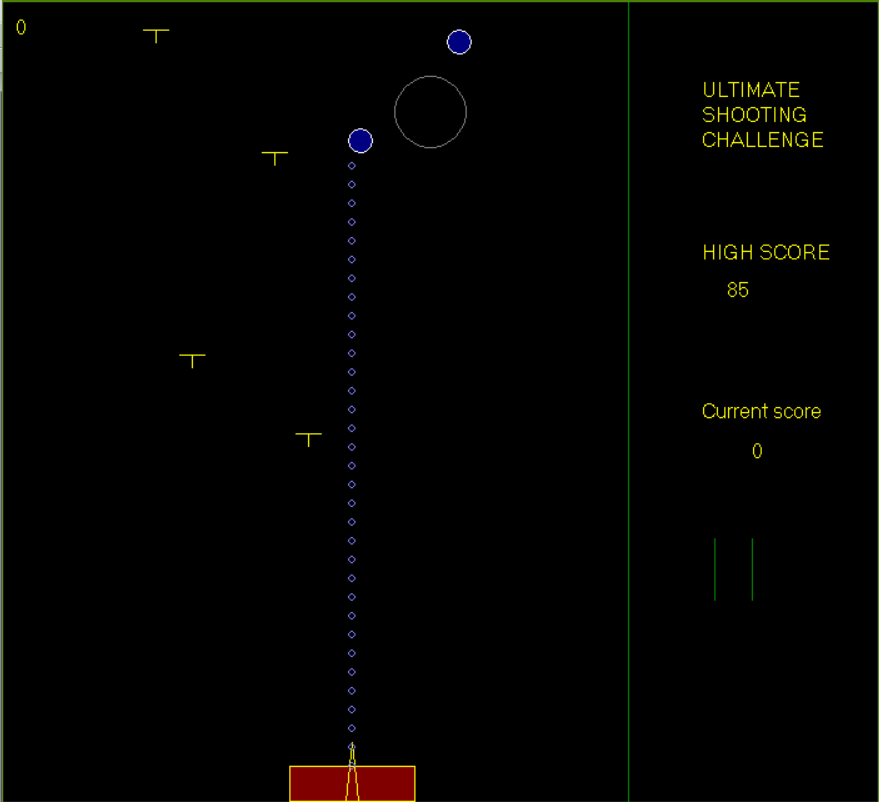 0
ULTIMATE
SHOOTING
CHALLENGE
HIGH SCORE
85
Current score
0